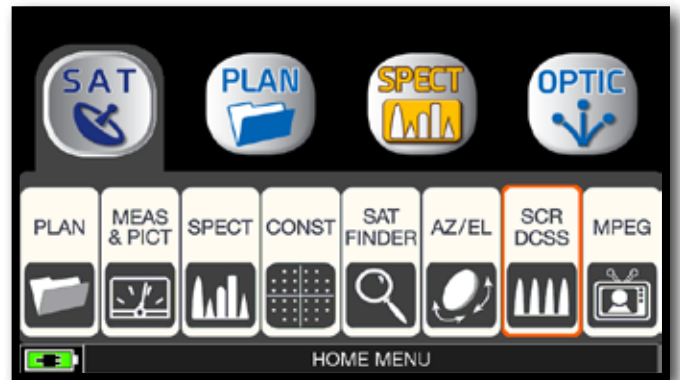 SAT
PLAN
SPECT
OPTIC
PLAN
MEAS
& PICT
SPECT
CONST
SAT
FINDER
AZ/EL
SCR
DCSS
MPEG
HOME MENU